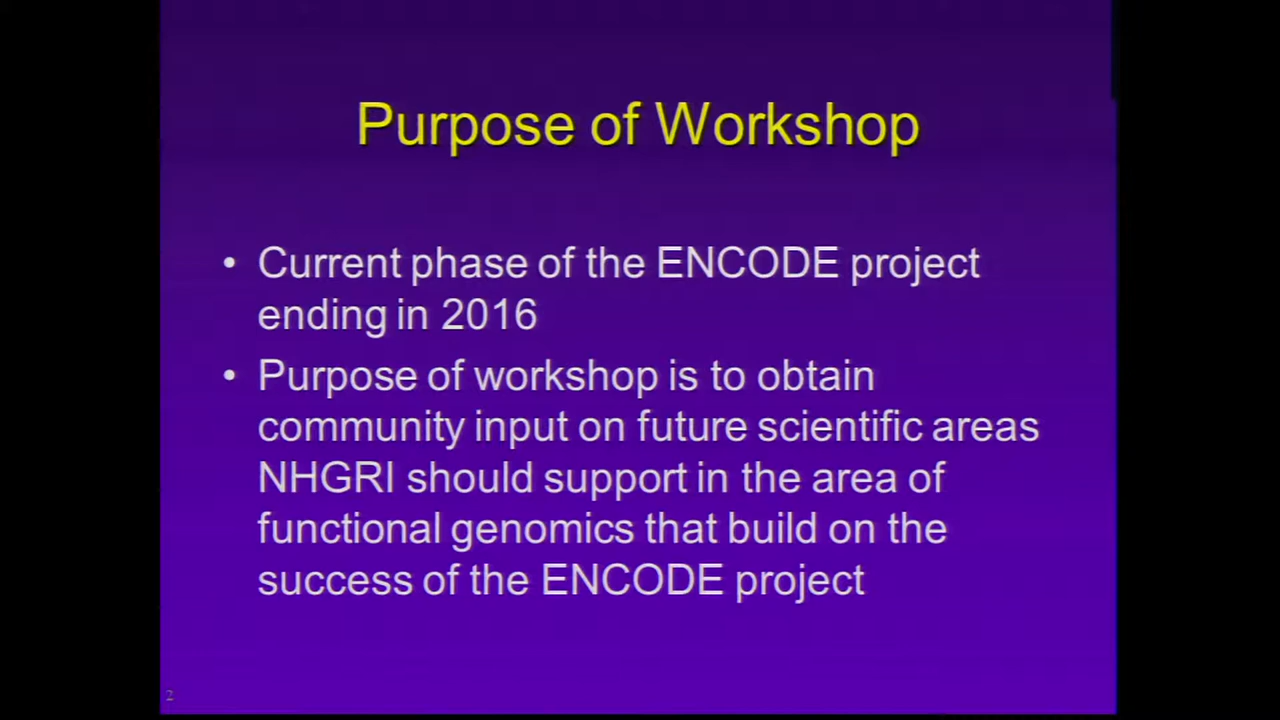 Purpose of Workshop
• Current phase of the ENCODE project
ending in 2016
• Purpose of workshop is to obtain
community input on future scientific areas
NHGRI should support in the area of
functional genomics that build on the
success of the ENCODE project
2